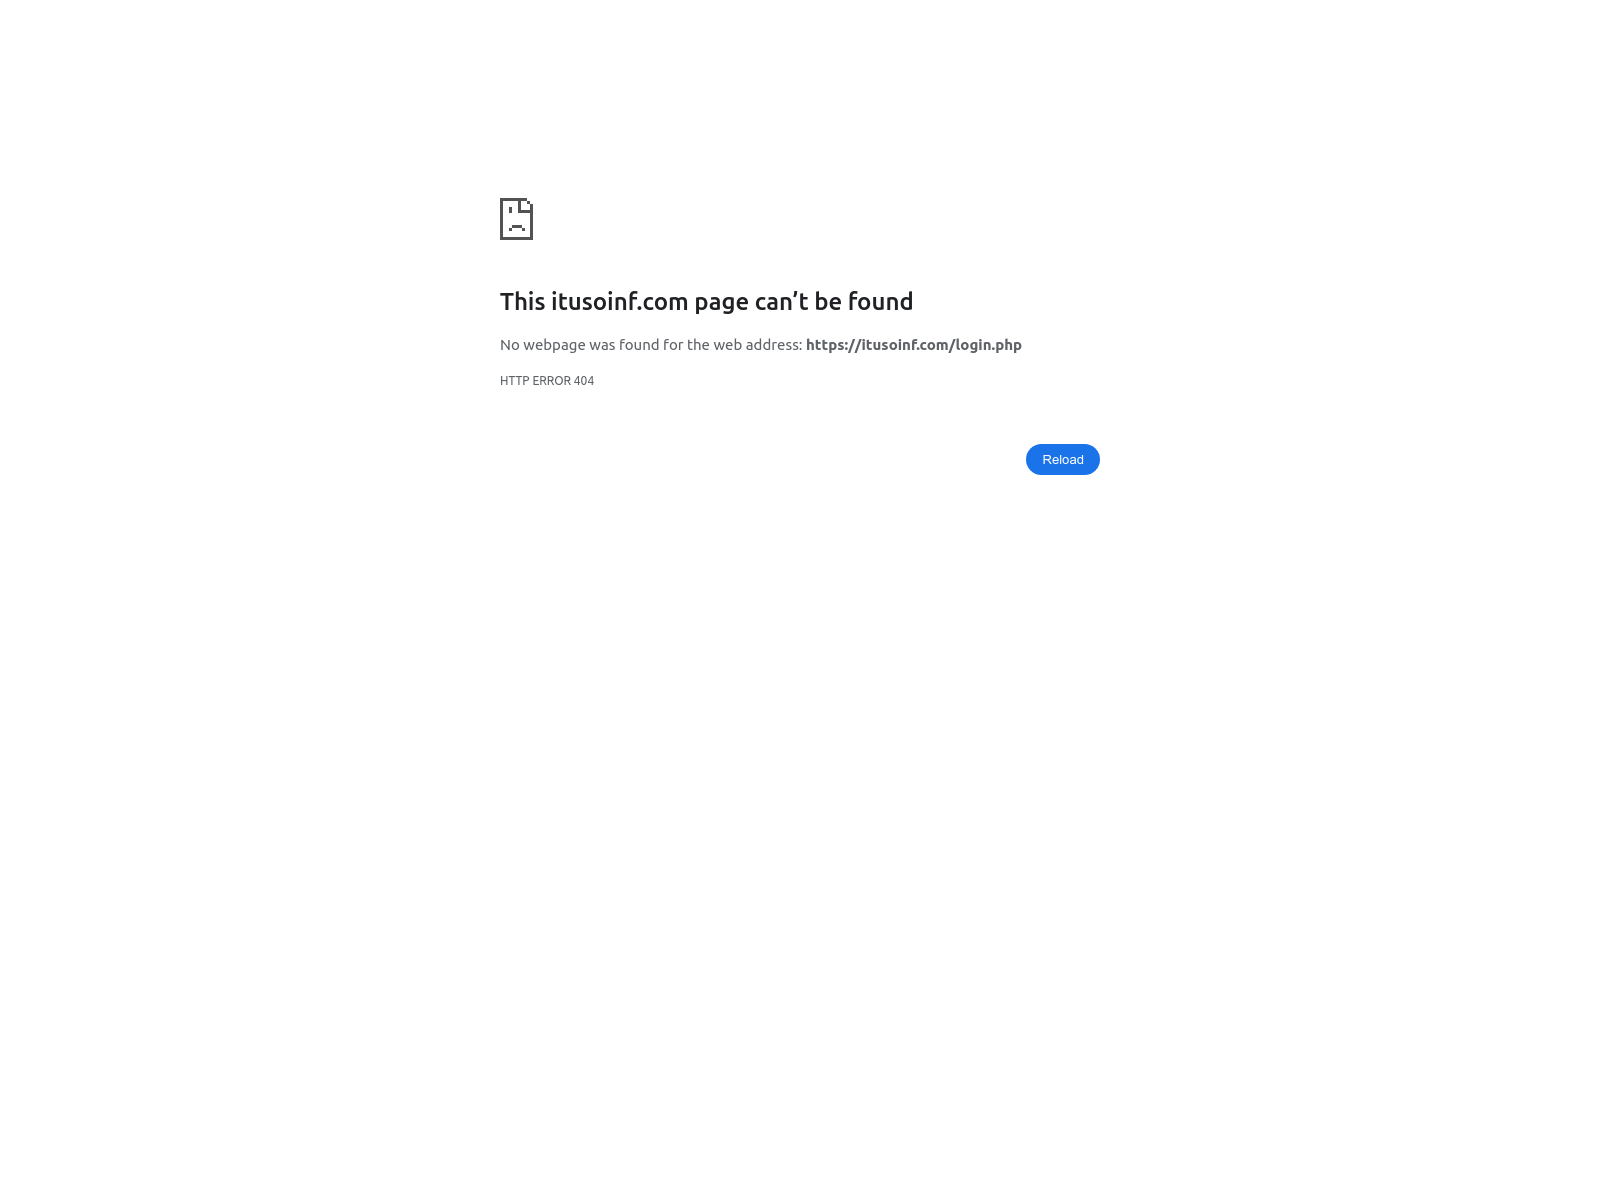 This itusoinf.com page can’t be found
No webpage was found for the web address: https://itusoinf.com/login.php
HTTP ERROR 404
Reload